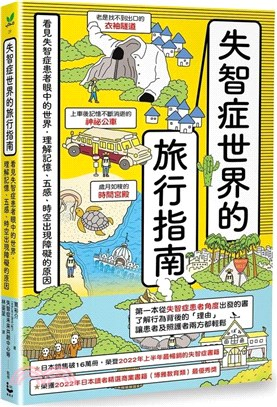 失智症世界的
旅行指南
看見失智症患者眼中的世界,理解記憶、五感、時空出現障礙的原因
老是找不到出口的
衣袖隧道
上車後記憶不斷消逝的
神祕公車
歲月如梭的
時間宮殿
第一本從失智症患者角度出發的書
了解行為背後的「理由」
讓患者及照護者兩方都輕鬆
★日本銷售破16萬冊,榮登2022年上半年最暢銷的失智症書籍
★榮獲2022年日本讀者精選商業書籍(博雅教育類)最優秀獎
失智症世界的旅行指南
看見失智症患者眼中的世界,
理解記憶、五感、時空出現障礙的原因